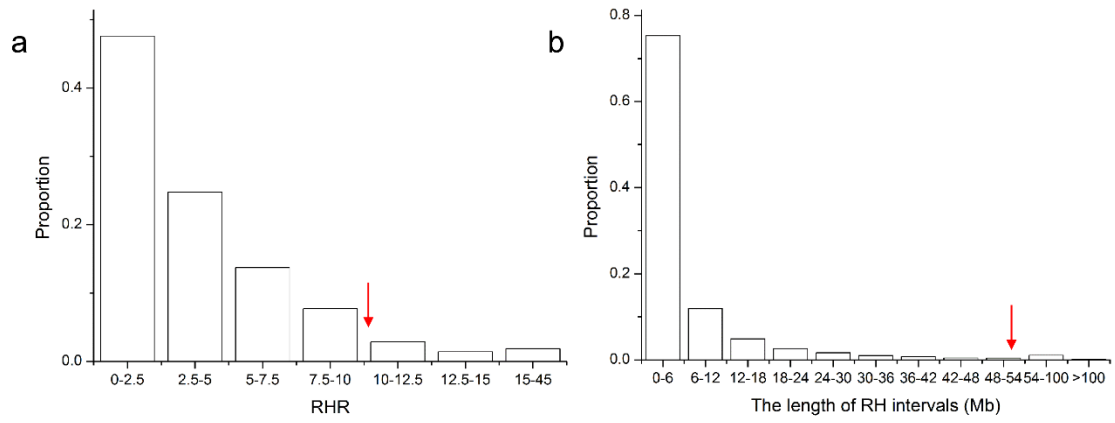 a
Proportion
0.4
0.2
0.0
0-2.5 2.5-5 5-7.5 7.5-10 10-12.5 12.5-15 15-45
RHR
b
Proportion
0.8
0.6
0.4
0.2
0.0
0-6 6-12 12-18 18-24 24-30 30-36 36-42 42-48 48-54 54-100 >100
The length of RH intervals (Mb)